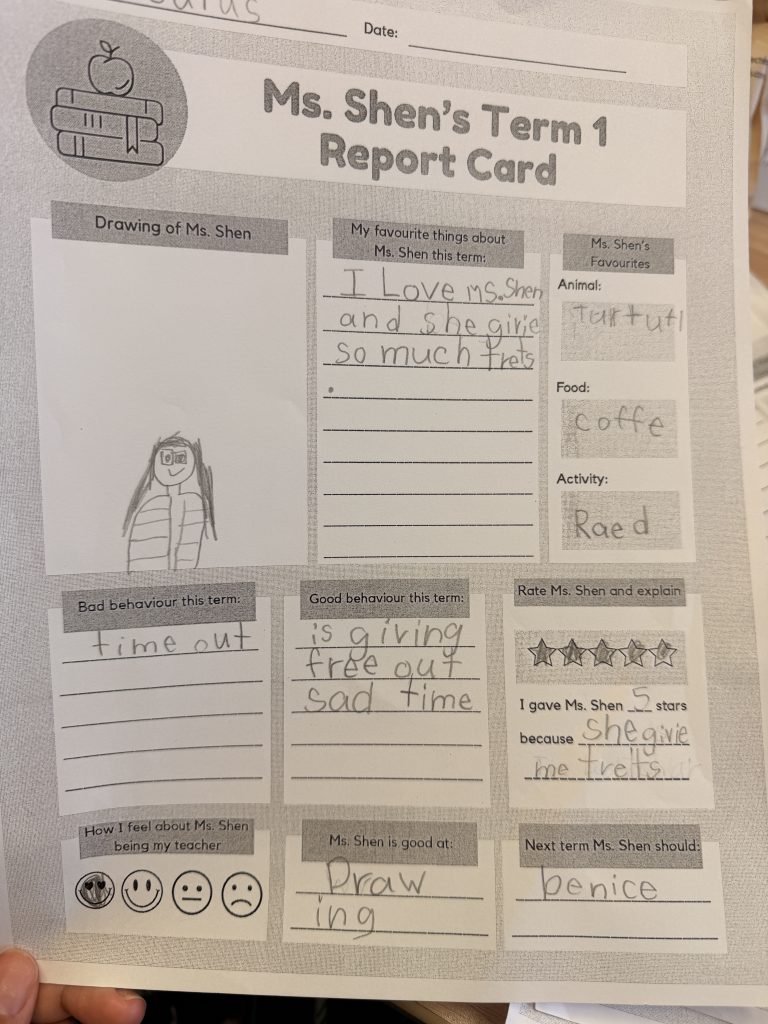 Date:
Ms. Shen's Term 1
Report Card
Drawing of Ms. Shen
My favourite things about
Ms. Shen this term:
I Love ms.Shen
and she girie
so much trets
.
Ms. Shen's
Favourites
Animal:
Turtutl
Food:
coffe
Activity:
Raed
Bad behaviour this term:
time out
Good behaviour this term:
is giving
free out
sad time
Rate Ms. Shen and explain
I gave Ms. Shen 5 stars
because she girie
me trets
How I feel about Ms. Shen
being my teacher
Ms. Shen is good at:
Draw
ing
Next term Ms. Shen should:
benice